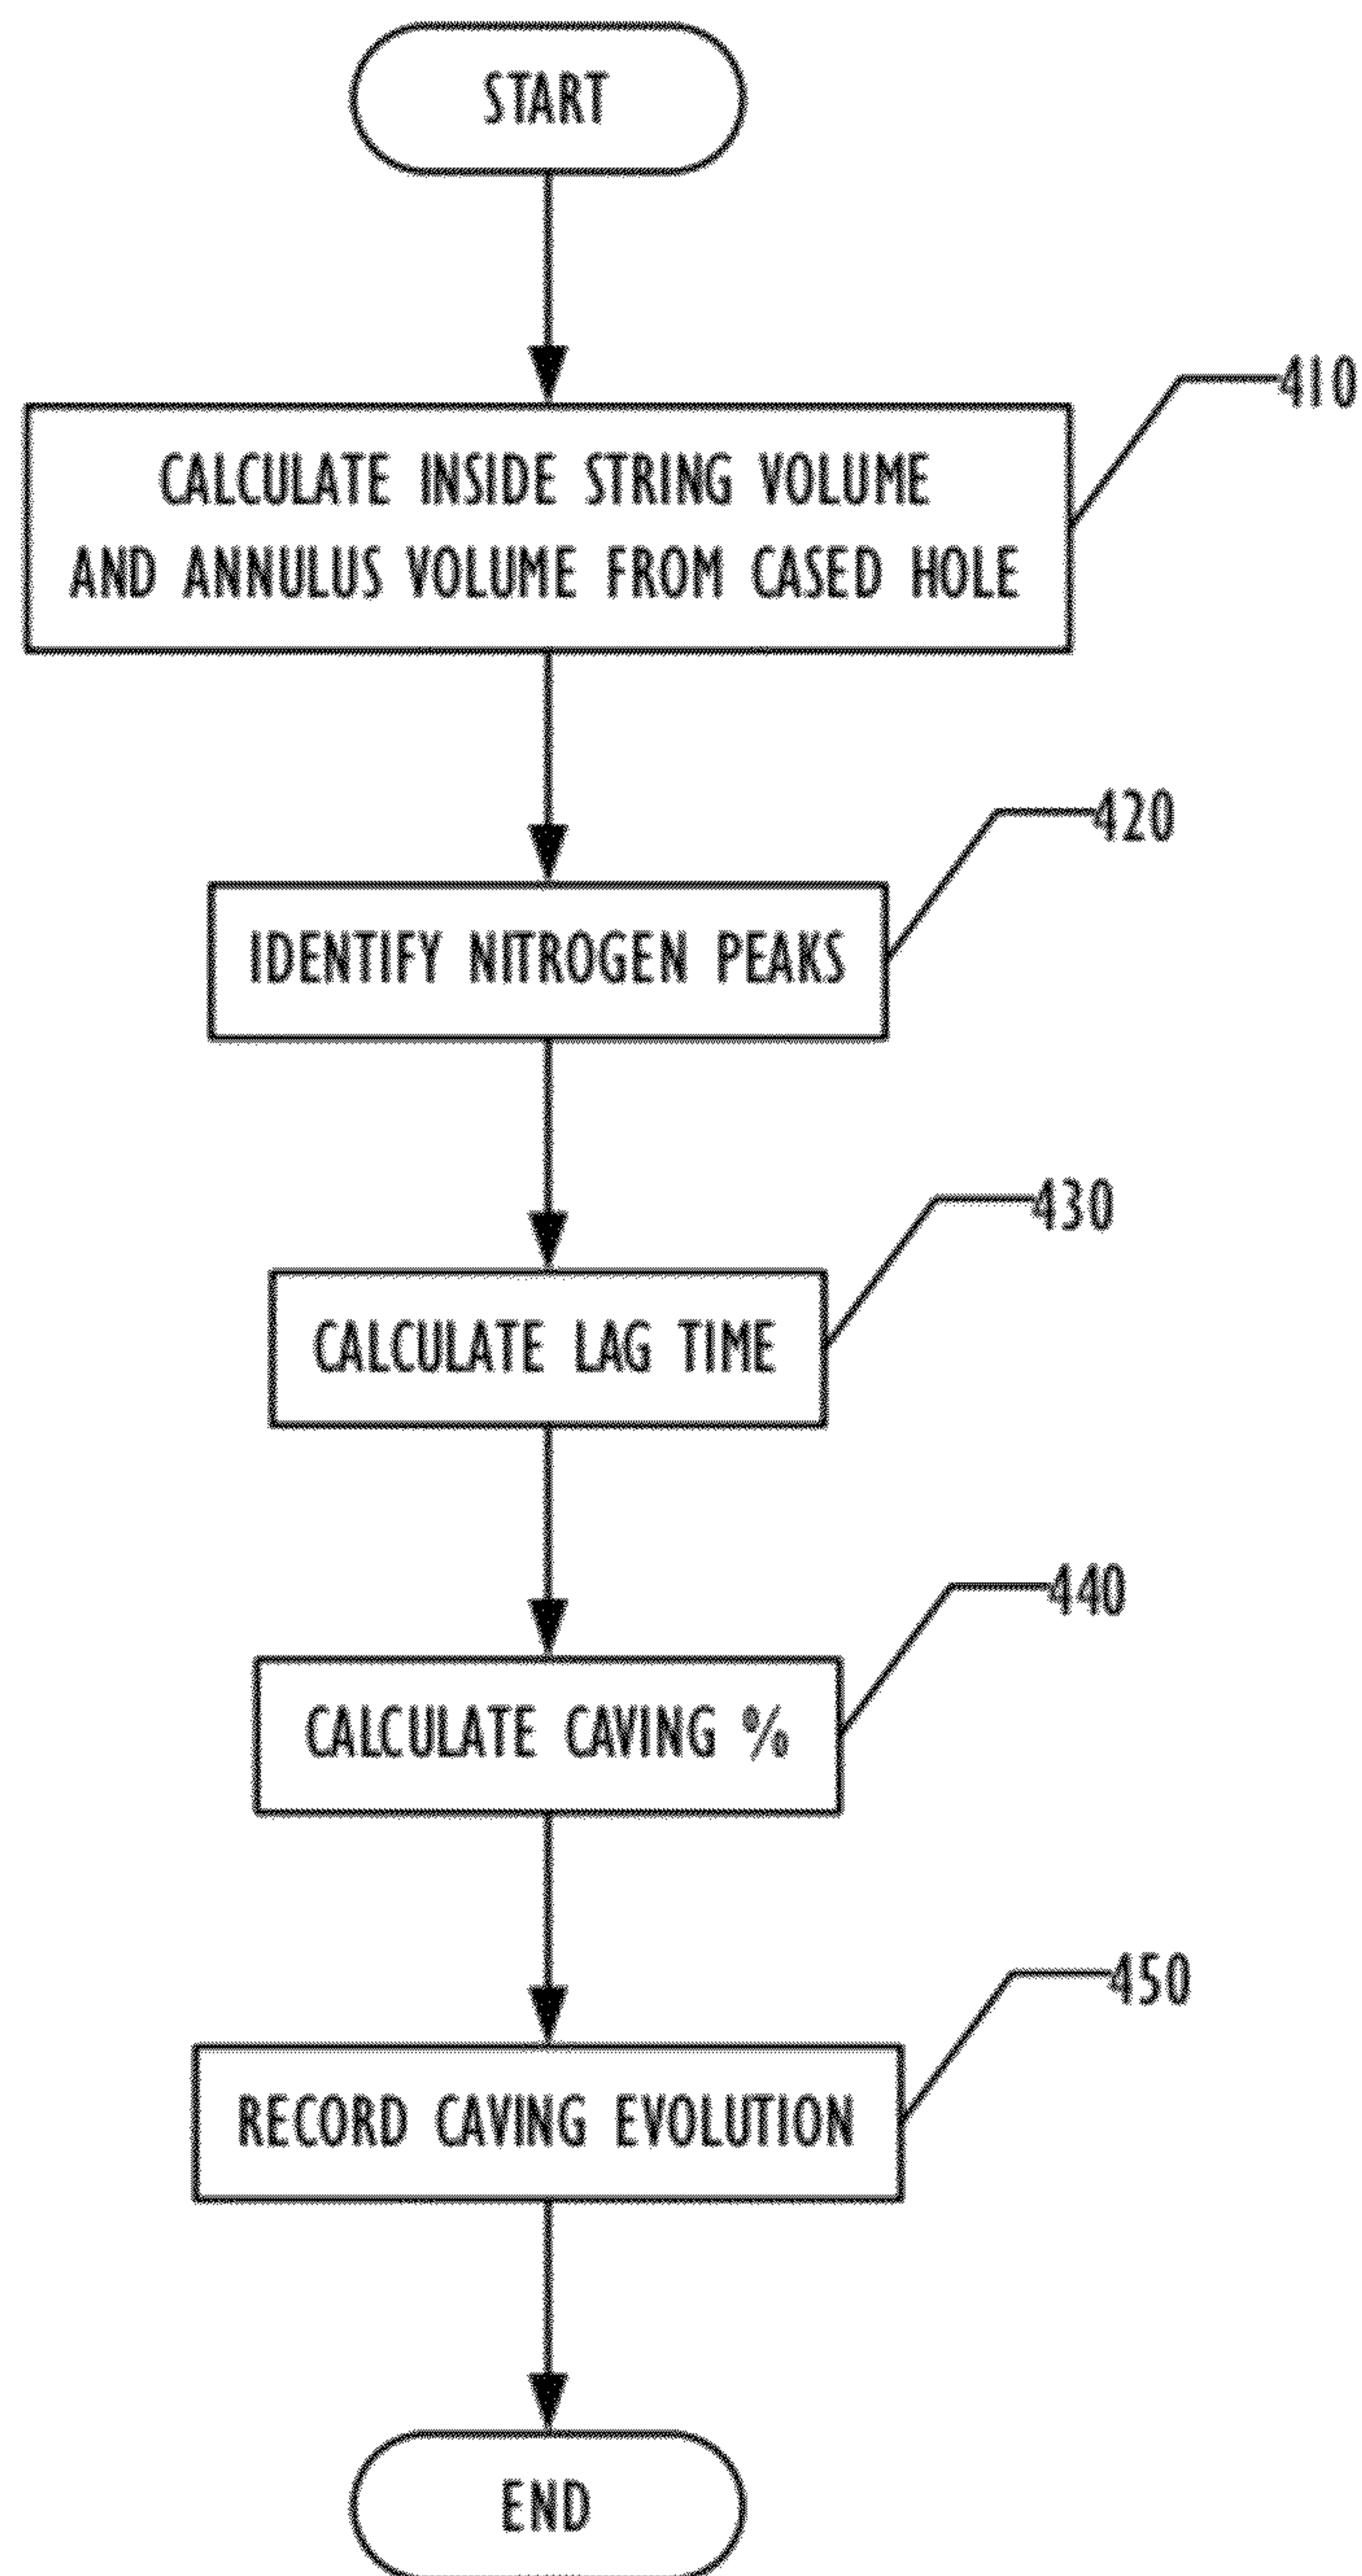 START
410
CALCULATE INSIDE STRING VOLUME
AND ANNULUS VOLUME FROM CASED HOLE
420
IDENTIFY NITROGEN PEAKS
430
CALCULATE LAG TIME
440
CALCULATE CAVING %
450
RECORD CAVING EVOLUTION
END